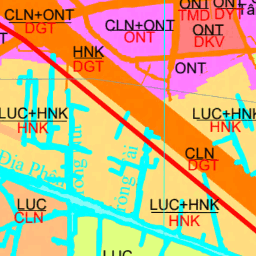 CLN+ONT
DGT
CLN+ONT
ONT
ONT
TMD
DYT
ONT
DKV
HNK
DGT
ONT
LUC+HNK
HNK
LUC+HNK
HNK
CLN
DGT
Địa Phận
LUC
CLN
LUC+HNK
HNK
LUC